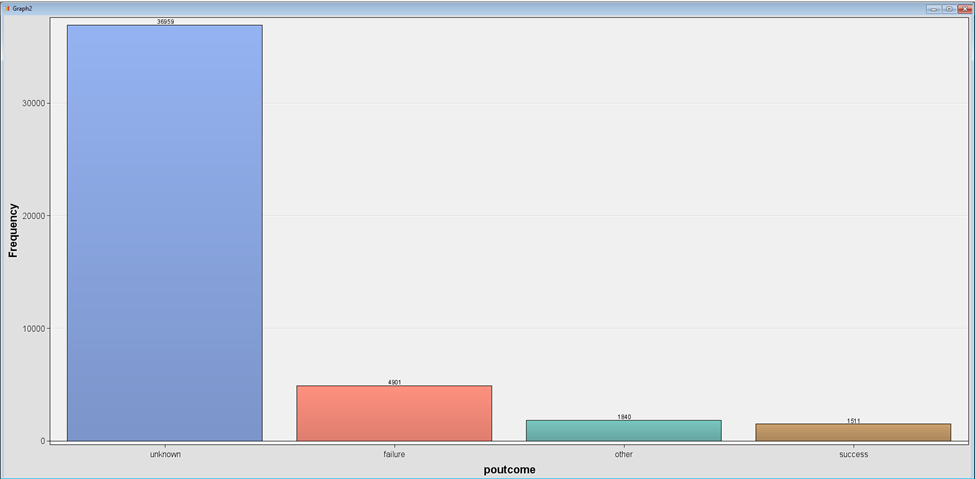 Graph2
36959
30000
20000
Frequency
10000
4901
1840
1511
0
unknown
failure
other
success
poutcome